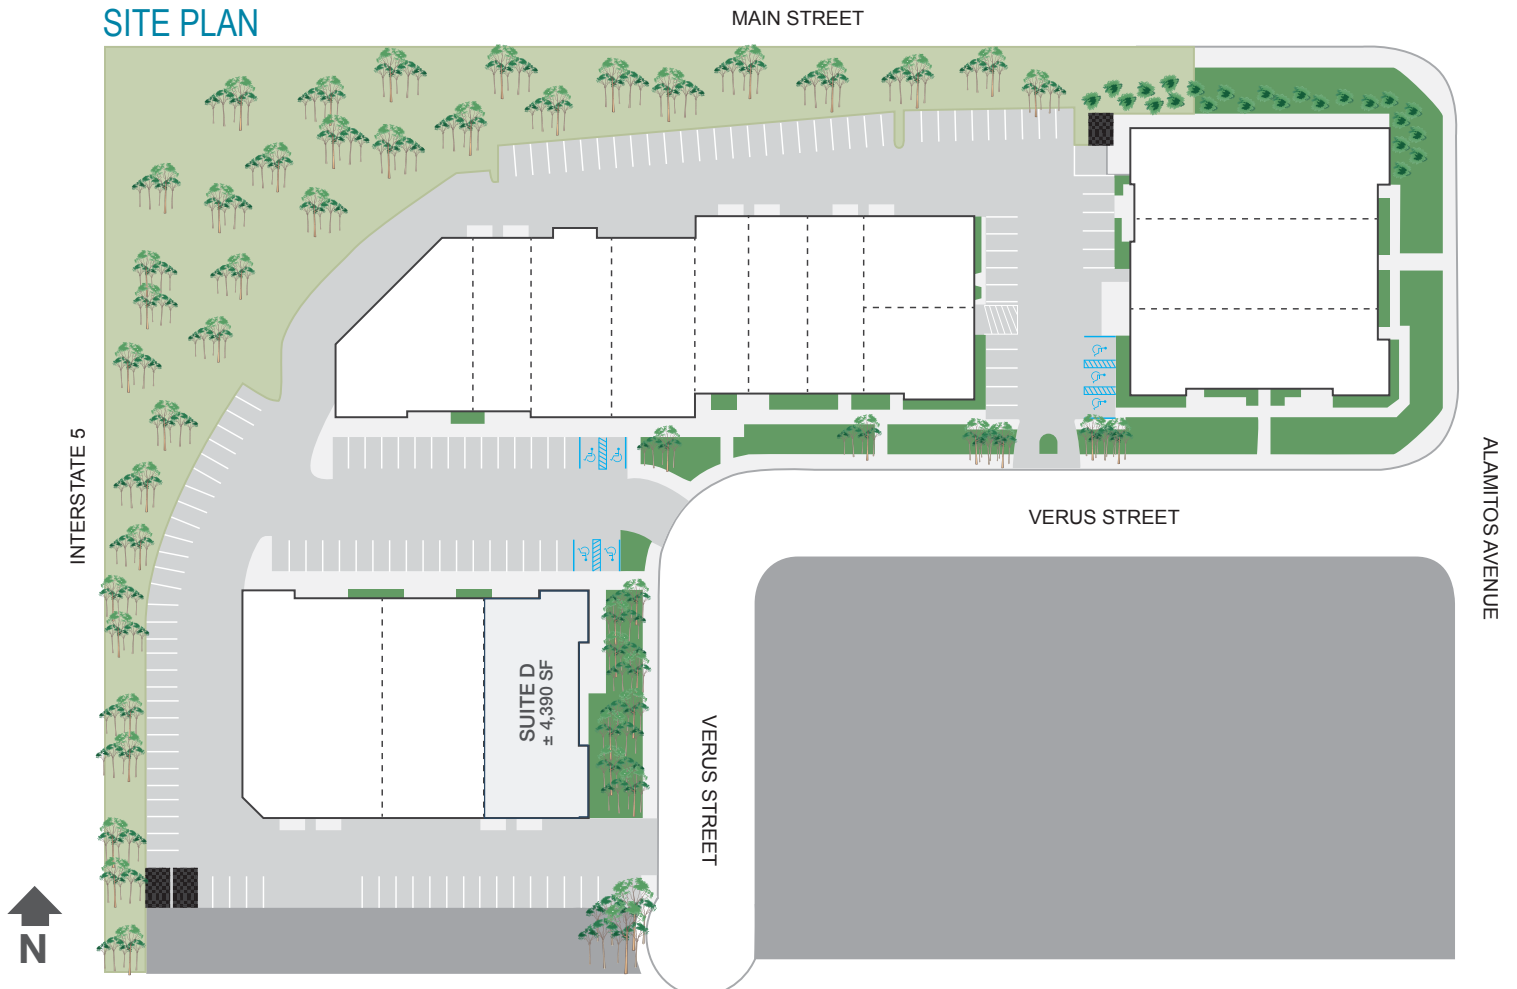 SITE PLAN
MAIN STREET
INTERSTATE 5
VERUS STREET
ALAMITOS AVENUE
SUITE D
± 4,390 SF
VERUS STREET
N